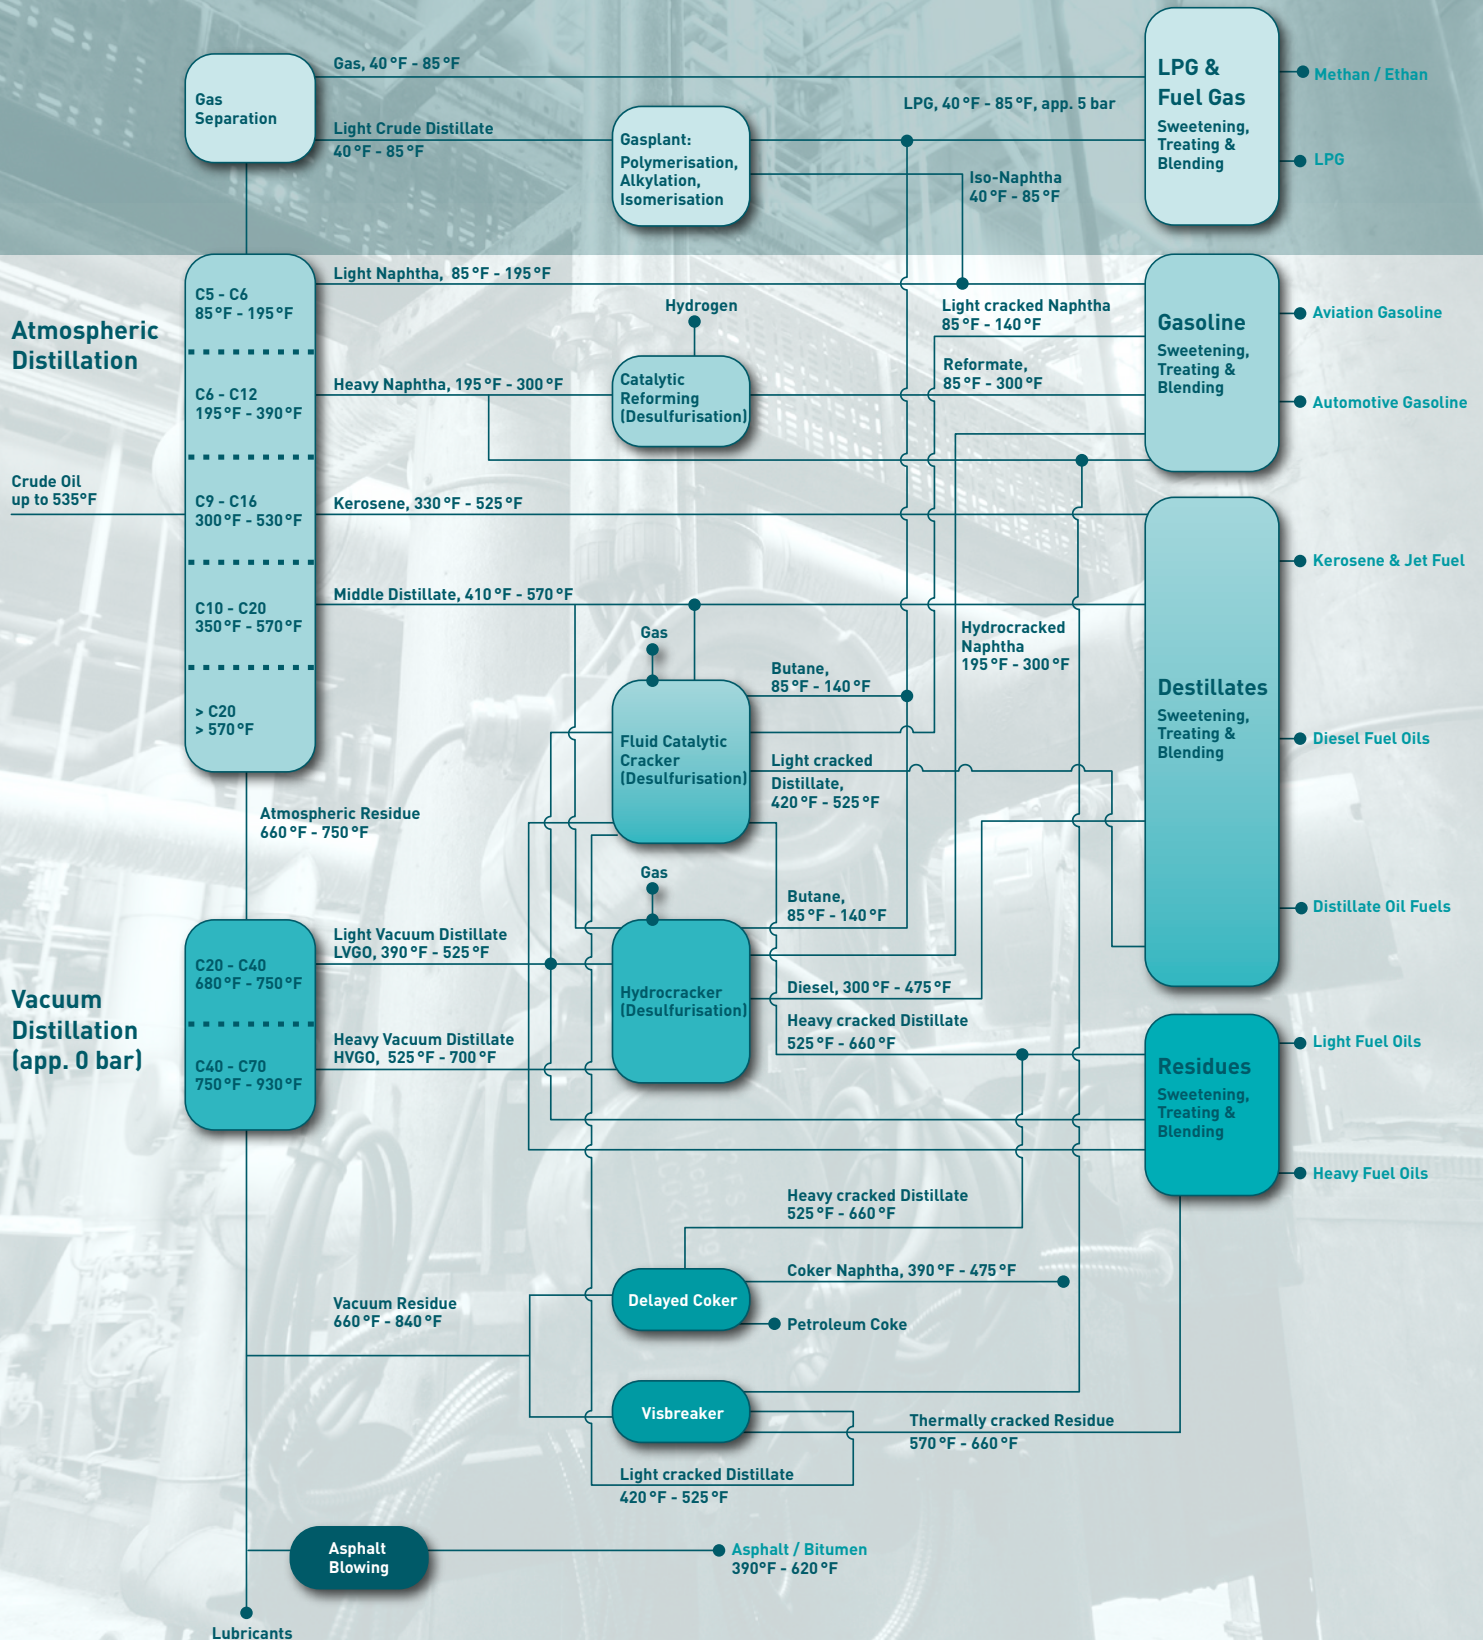 Gas, 40 °F - 85 °F
Gas
Separation
Light Crude Distillate
40 °F - 85 °F
Gasplant:
Polymerisation,
Alkylation,
Isomerisation
LPG, 40 °F - 85 °F, app. 5 bar
Iso-Naphtha
40 °F - 85 °F
LPG &
Fuel Gas
Sweetening,
Treating &
Blending
Methan / Ethan
LPG
Atmospheric
Distillation
C5 - C6
85 °F - 195 °F
C6 - C12
195 °F - 390 °F
C9 - C16
300 °F - 530 °F
C10 - C20
350 °F - 570 °F
> C20
> 570 °F
Crude Oil
up to 535°F
Light Naphtha, 85 °F - 195 °F
Hydrogen
Heavy Naphtha, 195 °F - 300 °F
Catalytic
Reforming
(Desulfurisation)
Light cracked Naphtha
85 °F - 140 °F
Reformate,
85 °F - 300 °F
Gasoline
Sweetening,
Treating &
Blending
Aviation Gasoline
Automotive Gasoline
Kerosene, 330 °F - 525 °F
Middle Distillate, 410 °F - 570 °F
Gas
Butane,
85 °F - 140 °F
Hydrocracked
Naphtha
195 °F - 300 °F
Fluid Catalytic
Cracker
(Desulfurisation)
Light cracked
Distillate,
420 °F - 525 °F
Destillates
Sweetening,
Treating &
Blending
Kerosene & Jet Fuel
Diesel Fuel Oils
Distillate Oil Fuels
Atmospheric Residue
660 °F - 750 °F
Gas
Butane,
85 °F - 140 °F
Vacuum
Distillation
(app. 0 bar)
C20 - C40
680 °F - 750 °F
C40 - C70
750 °F - 930 °F
Light Vacuum Distillate
LVGO, 390 °F - 525 °F
Heavy Vacuum Distillate
HVGO, 525 °F - 700 °F
Hydrocracker
(Desulfurisation)
Diesel, 300 °F - 475 °F
Heavy cracked Distillate
525 °F - 660 °F
Residues
Sweetening,
Treating &
Blending
Light Fuel Oils
Heavy Fuel Oils
Heavy cracked Distillate
525 °F - 660 °F
Coker Naphtha, 390 °F - 475 °F
Delayed Coker
Petroleum Coke
Vacuum Residue
660 °F - 840 °F
Visbreaker
Thermally cracked Residue
570 °F - 660 °F
Light cracked Distillate
420 °F - 525 °F
Asphalt
Blowing
Asphalt / Bitumen
390°F - 620 °F
Lubricants